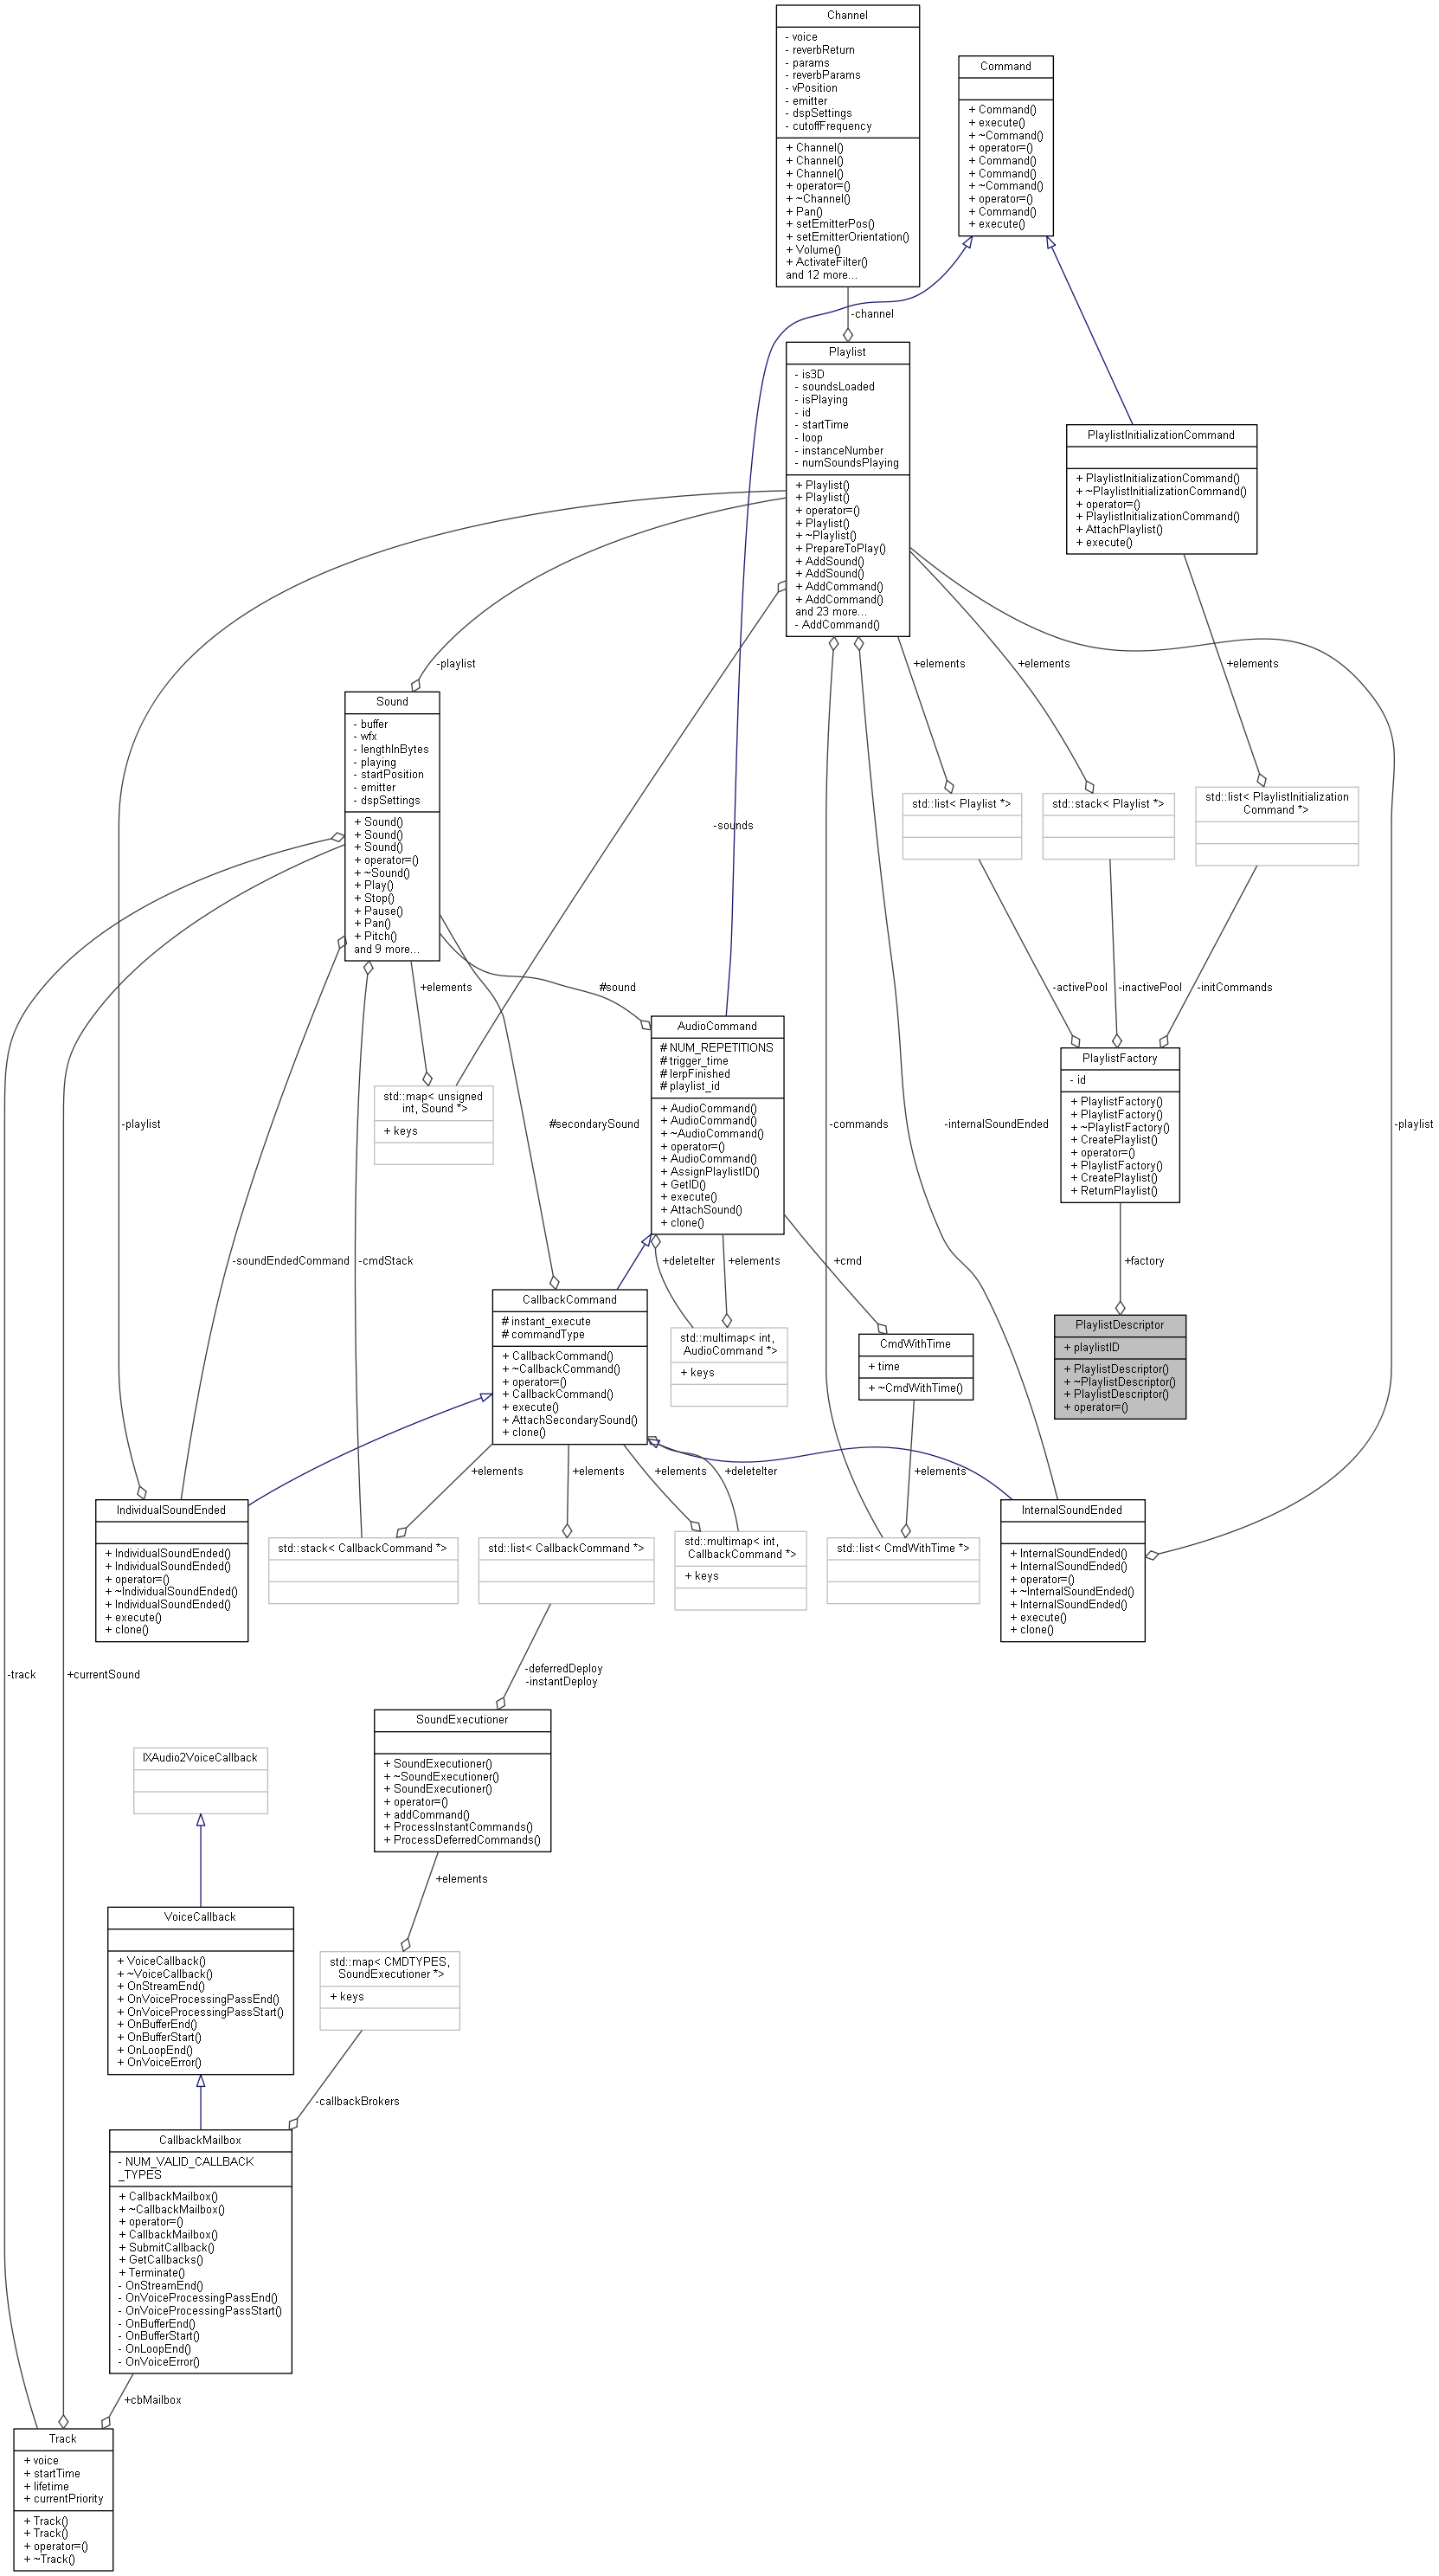 Channel
- voice
- reverbReturn
- params
- reverbParams
- vPosition
- emitter
- dspSettings
- cutoffFrequency
+ Channel()
+ Channel()
+ Channel()
+ operator=()
+ ~Channel()
+ Pan()
+ setEmitterPos()
+ setEmitterOrientation()
+ Volume()
+ ActivateFilter()
and 12 more...
Command
+ Command()
+ execute()
+ ~Command()
+ operator=()
+ Command()
+ Command()
+ ~Command()
+ operator=()
+ Command()
+ execute()
-channel
Playlist
- is3D
- soundsLoaded
- isPlaying
- id
- startTime
- loop
- instanceNumber
- numSoundsPlaying
+ Playlist()
+ Playlist()
+ operator=()
+ Playlist()
+ ~Playlist()
+ PrepareToPlay()
+ AddSound()
+ AddSound()
+ AddCommand()
+ AddCommand()
and 23 more...
- AddCommand()
PlaylistInitializationCommand
+ PlaylistInitializationCommand()
+ ~PlaylistInitializationCommand()
+ operator=()
+ PlaylistInitializationCommand()
+ AttachPlaylist()
+ execute()
-playlist
+elements
+elements
+elements
Sound
- buffer
- wfx
- lengthInBytes
- playing
- startPosition
- emitter
- dspSettings
+ Sound()
+ Sound()
+ Sound()
+ operator=()
+ ~Sound()
+ Play()
+ Stop()
+ Pause()
+ Pan()
+ Pitch()
and 9 more...
-sounds
std::list< Playlist *>
std::stack< Playlist *>
std::list< PlaylistInitialization
Command *>
+elements
#sound
-activePool
-inactivePool
-initCommands
AudioCommand
# NUM_REPETITIONS
# trigger_time
# lerpFinished
# playlist_id
+ AudioCommand()
+ AudioCommand()
+ ~AudioCommand()
+ operator=()
+ AudioCommand()
+ AssignPlaylistID()
+ GetID()
+ execute()
+ AttachSound()
+ clone()
PlaylistFactory
- id
+ PlaylistFactory()
+ PlaylistFactory()
+ ~PlaylistFactory()
+ CreatePlaylist()
+ operator=()
+ PlaylistFactory()
+ CreatePlaylist()
+ ReturnPlaylist()
std::map< unsigned
int, Sound *>
+ keys
-playlist
#secondarySound
-commands
-internalSoundEnded
-playlist
-soundEndedCommand
-cmdStack
+deleteIter
+elements
+cmd
+factory
CallbackCommand
# instant_execute
# commandType
+ CallbackCommand()
+ ~CallbackCommand()
+ operator=()
+ CallbackCommand()
+ execute()
+ AttachSecondarySound()
+ clone()
std::multimap< int,
AudioCommand *>
+ keys
CmdWithTime
+ time
+ ~CmdWithTime()
PlaylistDescriptor
+ playlistID
+ PlaylistDescriptor()
+ ~PlaylistDescriptor()
+ PlaylistDescriptor()
+ operator=()
+elements
+elements
+elements
+deleteIter
+elements
IndividualSoundEnded
+ IndividualSoundEnded()
+ IndividualSoundEnded()
+ operator=()
+ ~IndividualSoundEnded()
+ IndividualSoundEnded()
+ execute()
+ clone()
std::stack< CallbackCommand *>
std::list< CallbackCommand *>
std::multimap< int,
CallbackCommand *>
+ keys
std::list< CmdWithTime *>
InternalSoundEnded
+ InternalSoundEnded()
+ InternalSoundEnded()
+ operator=()
+ ~InternalSoundEnded()
+ InternalSoundEnded()
+ execute()
+ clone()
-track
+currentSound
-deferredDeploy
-instantDeploy
SoundExecutioner
+ SoundExecutioner()
+ ~SoundExecutioner()
+ SoundExecutioner()
+ operator=()
+ addCommand()
+ ProcessInstantCommands()
+ ProcessDeferredCommands()
IXAudio2VoiceCallback
+elements
VoiceCallback
+ VoiceCallback()
+ ~VoiceCallback()
+ OnStreamEnd()
+ OnVoiceProcessingPassEnd()
+ OnVoiceProcessingPassStart()
+ OnBufferEnd()
+ OnBufferStart()
+ OnLoopEnd()
+ OnVoiceError()
std::map< CMDTYPES,
SoundExecutioner *>
+ keys
-callbackBrokers
CallbackMailbox
- NUM_VALID_CALLBACK
_TYPES
+ CallbackMailbox()
+ ~CallbackMailbox()
+ operator=()
+ CallbackMailbox()
+ SubmitCallback()
+ GetCallbacks()
+ Terminate()
- OnStreamEnd()
- OnVoiceProcessingPassEnd()
- OnVoiceProcessingPassStart()
- OnBufferEnd()
- OnBufferStart()
- OnLoopEnd()
- OnVoiceError()
+cbMailbox
Track
+ voice
+ startTime
+ lifetime
+ currentPriority
+ Track()
+ Track()
+ operator=()
+ ~Track()